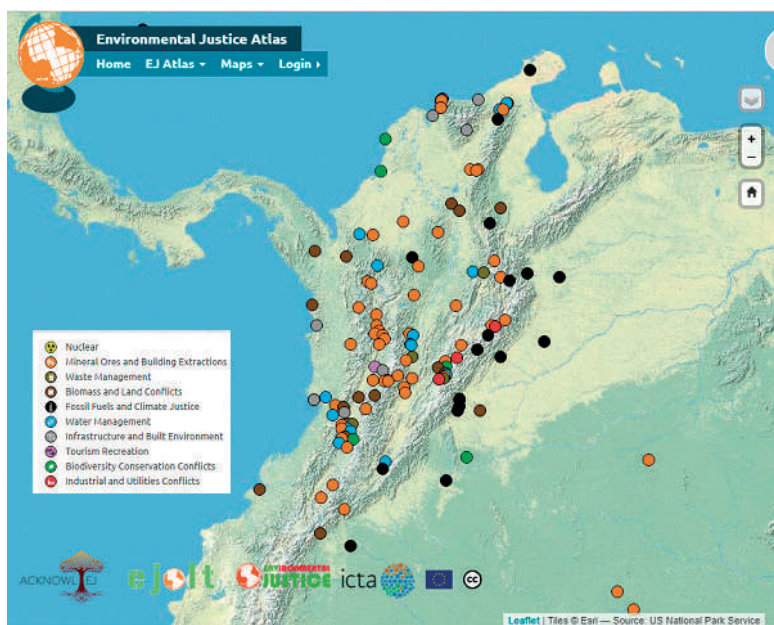 Environmental Justice Atlas
Home EJ Atlas Maps Login
+
−
Nuclear
Mineral Ores and Building Extractions
Waste Management
Biomass and Land Conflicts
Fossil Fuels and Climate Justice
Water Management
Infrastructure and Built Environment
Tourism Recreation
Biodiversity Conservation Conflicts
Industrial and Utilities Conflicts
ACKNOWL EJ
ejolt
ENVIRONMENTAL
JUSTICE
icta
cc
Leaflet | Tiles © Esri — Source: US National Park Service